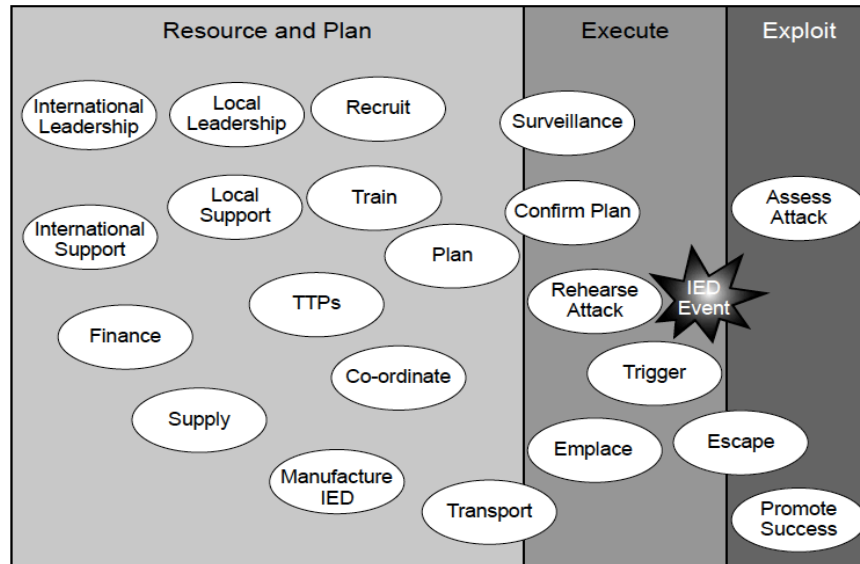 Resource and Plan
Execute
Exploit
International
Leadership
Local
Leadership
Recruit
Surveillance
International
Support
Local
Support
Train
Plan
Confirm Plan
Assess
Attack
Finance
TTPs
Rehearse
Attack
IED
Event
Co-ordinate
Trigger
Supply
Emplace
Escape
Manufacture
IED
Transport
Promote
Success